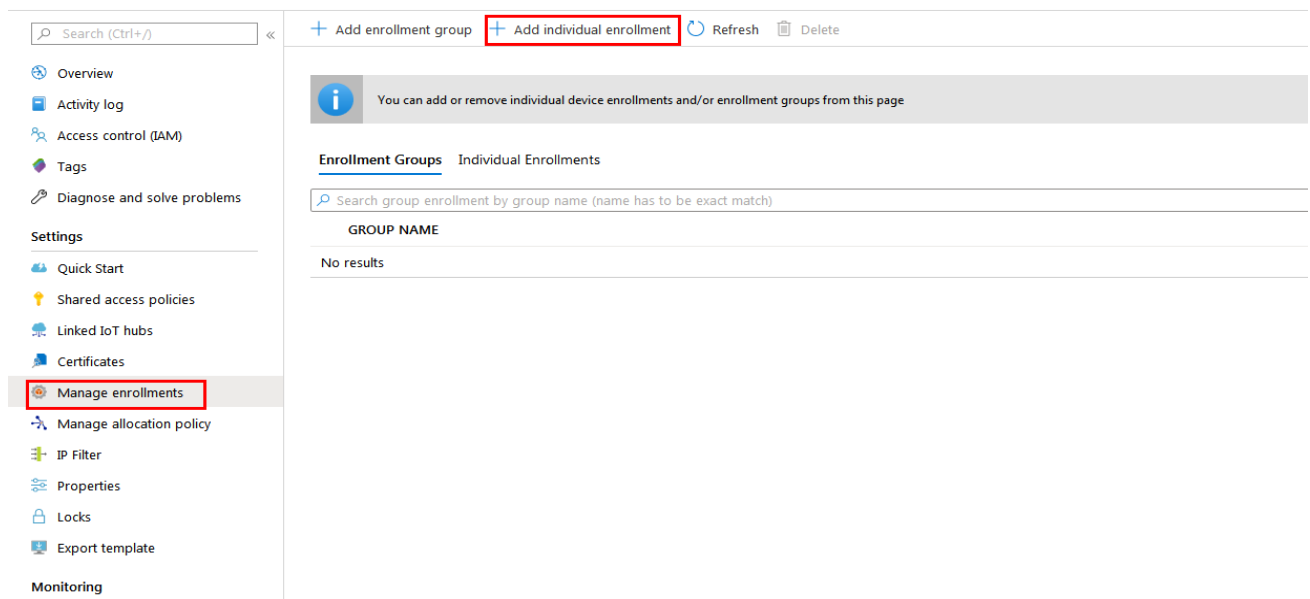 Search (Ctrl+/)
«
Overview
Activity log
Access control (IAM)
Tags
Diagnose and solve problems
Settings
Quick Start
Shared access policies
Linked IoT hubs
Certificates
Manage enrollments
Manage allocation policy
IP Filter
Properties
Locks
Export template
Monitoring
+ Add enrollment group + Add individual enrollment Refresh Delete
You can add or remove individual device enrollments and/or enrollment groups from this page
Enrollment Groups Individual Enrollments
Search group enrollment by group name (name has to be exact match)
GROUP NAME
No results